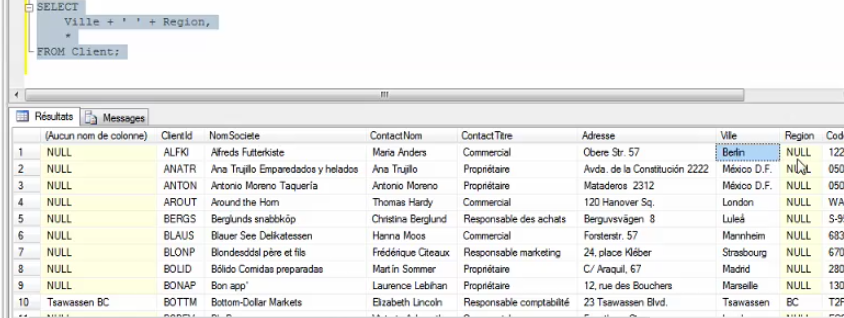 SELECT
Ville + ' ' + Region,
*
FROM Client;
Résultats Messages
(Aucun nom de colonne) ClientId NomSociete ContactNom ContactTitre Adresse Ville Region Cod
1 NULL ALFKI Alfreds Futterkiste Maria Anders Commercial Obere Str. 57 Berlin NULL 122
2 NULL ANATR Ana Trujillo Emparedados y helados Ana Trujillo Propriétaire Avda. de la Constitución 2222 México D.F. NULL 050
3 NULL ANTON Antonio Moreno Taquería Antonio Moreno Propriétaire Mataderos 2312 México D.F. NULL 050
4 NULL AROUT Around the Horn Thomas Hardy Commercial 120 Hanover Sq. London NULL WA
5 NULL BERGS Berglunds snabbköp Christina Berglund Responsable des achats Berguvsvägen 8 Luleå NULL S-95
6 NULL BLAUS Blauer See Delikatessen Hanna Moos Commercial Forsterstr. 57 Mannheim NULL 683
7 NULL BLONP Blondesddsl père et fils Frédérique Citeaux Responsable marketing 24, place Kléber Strasbourg NULL 670
8 NULL BOLID Bólido Comidas preparadas Martín Sommer Propriétaire C/ Araquil, 67 Madrid NULL 280
9 NULL BONAP Bon app' Laurence Lebihan Propriétaire 12, rue des Bouchers Marseille NULL 130
10 Tsawassen BC BOTTM Bottom-Dollar Markets Elizabeth Lincoln Responsable comptabilité 23 Tsawassen Blvd. Tsawassen BC T2F